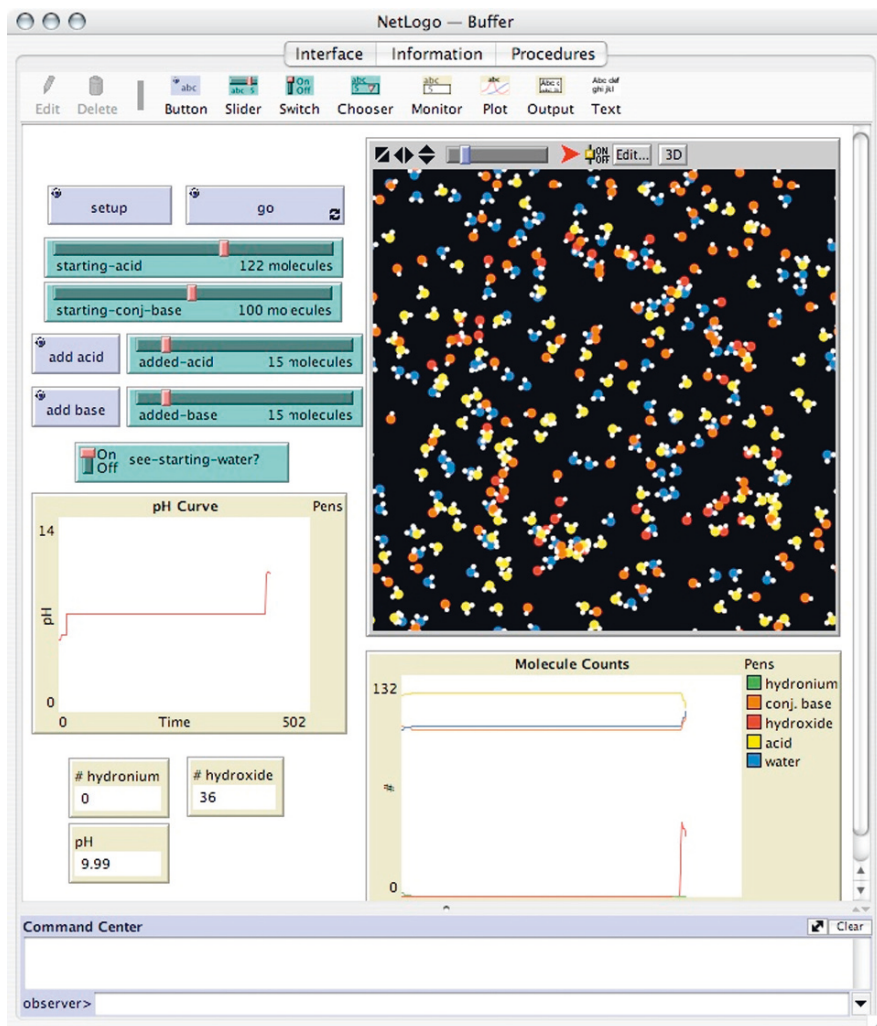 NetLogo — Buffer
Interface Information Procedures
Edit Delete Button Slider Switch Chooser Monitor Plot Output Text
ON OFF Edit... 3D
setup
go
starting-acid 122 molecules
starting-conj-base 100 mo ecules
add acid
added-acid 15 molecules
add base
added-base 15 molecules
On
Off see-starting-water?
pH Curve
Pens
14
pH
0
0 Time 502
# hydronium
0
# hydroxide
36
pH
9.99
Molecule Counts
Pens
132
#
0
hydronium
conj. base
hydroxide
acid
water
Command Center
Clear
observer>